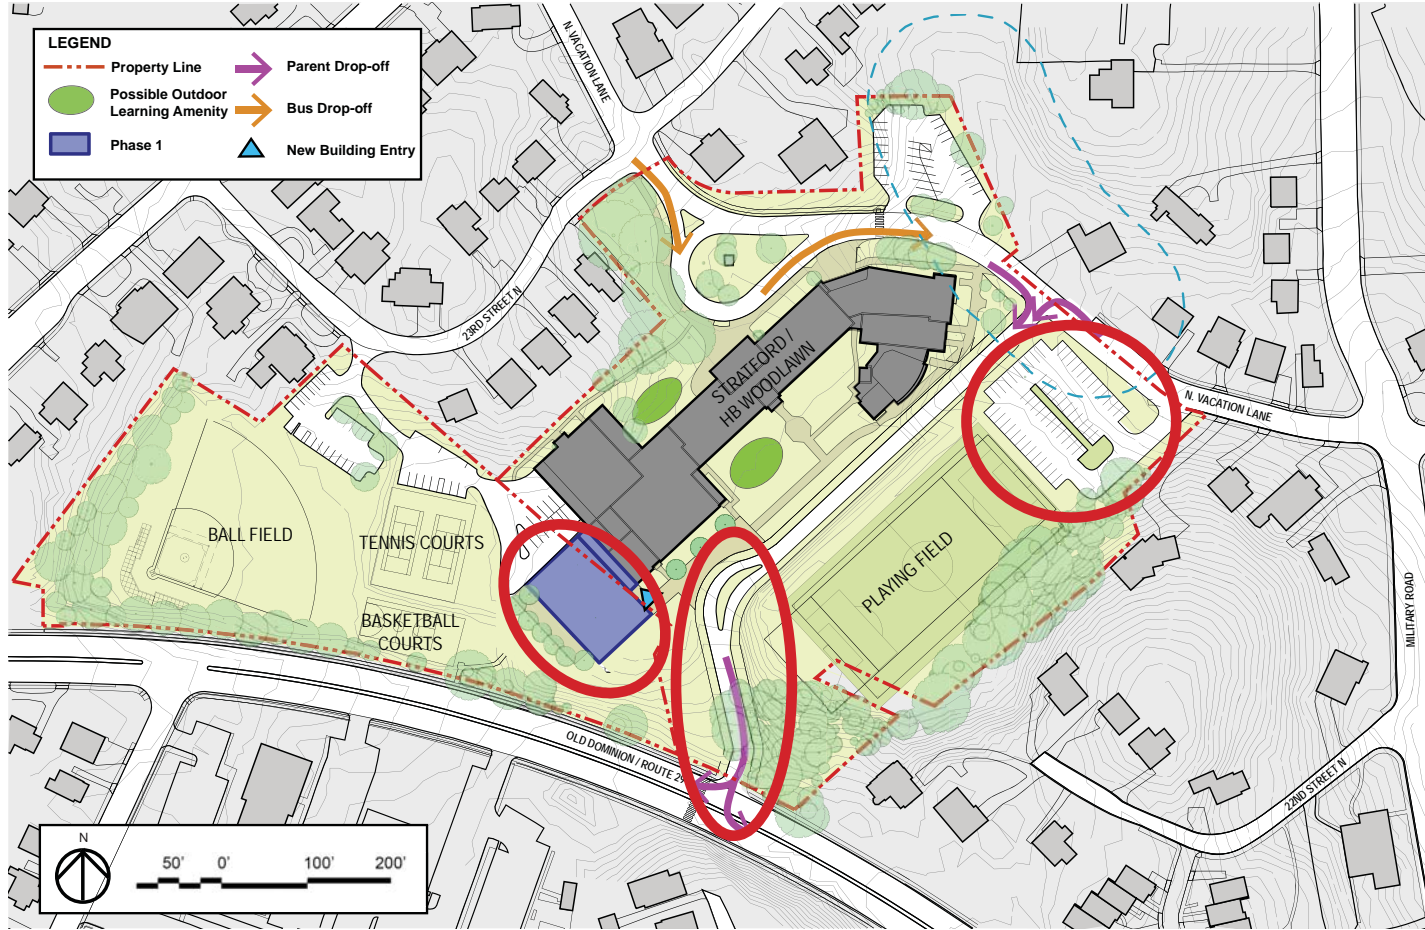 LEGEND
Property Line
Parent Drop-off
Possible Outdoor
Learning Amenity
Bus Drop-off
Phase 1
New Building Entry
N. VACATION LANE
23RD STREET N
STRATFORD /
HB WOODLAWN
N. VACATION LANE
BALL FIELD
TENNIS COURTS
BASKETBALL
COURTS
PLAYING FIELD
MILITARY ROAD
OLD DOMINION / ROUTE 29
22ND STREET N
N
50' 0' 100' 200'